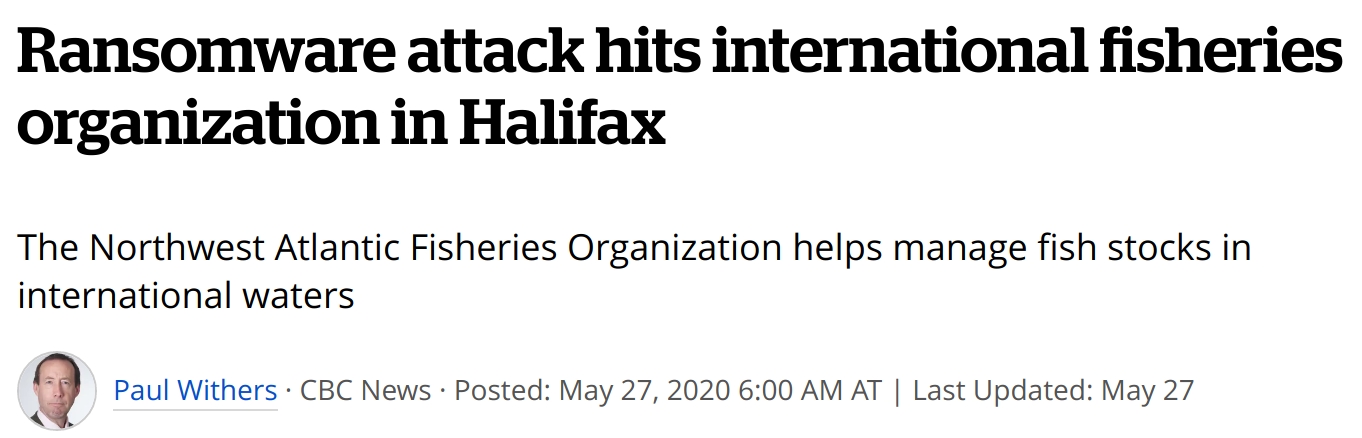 Ransomware attack hits international fisheries
organization in Halifax
The Northwest Atlantic Fisheries Organization helps manage fish stocks in
international waters
Paul Withers · CBC News · Posted: May 27, 2020 6:00 AM AT | Last Updated: May 27